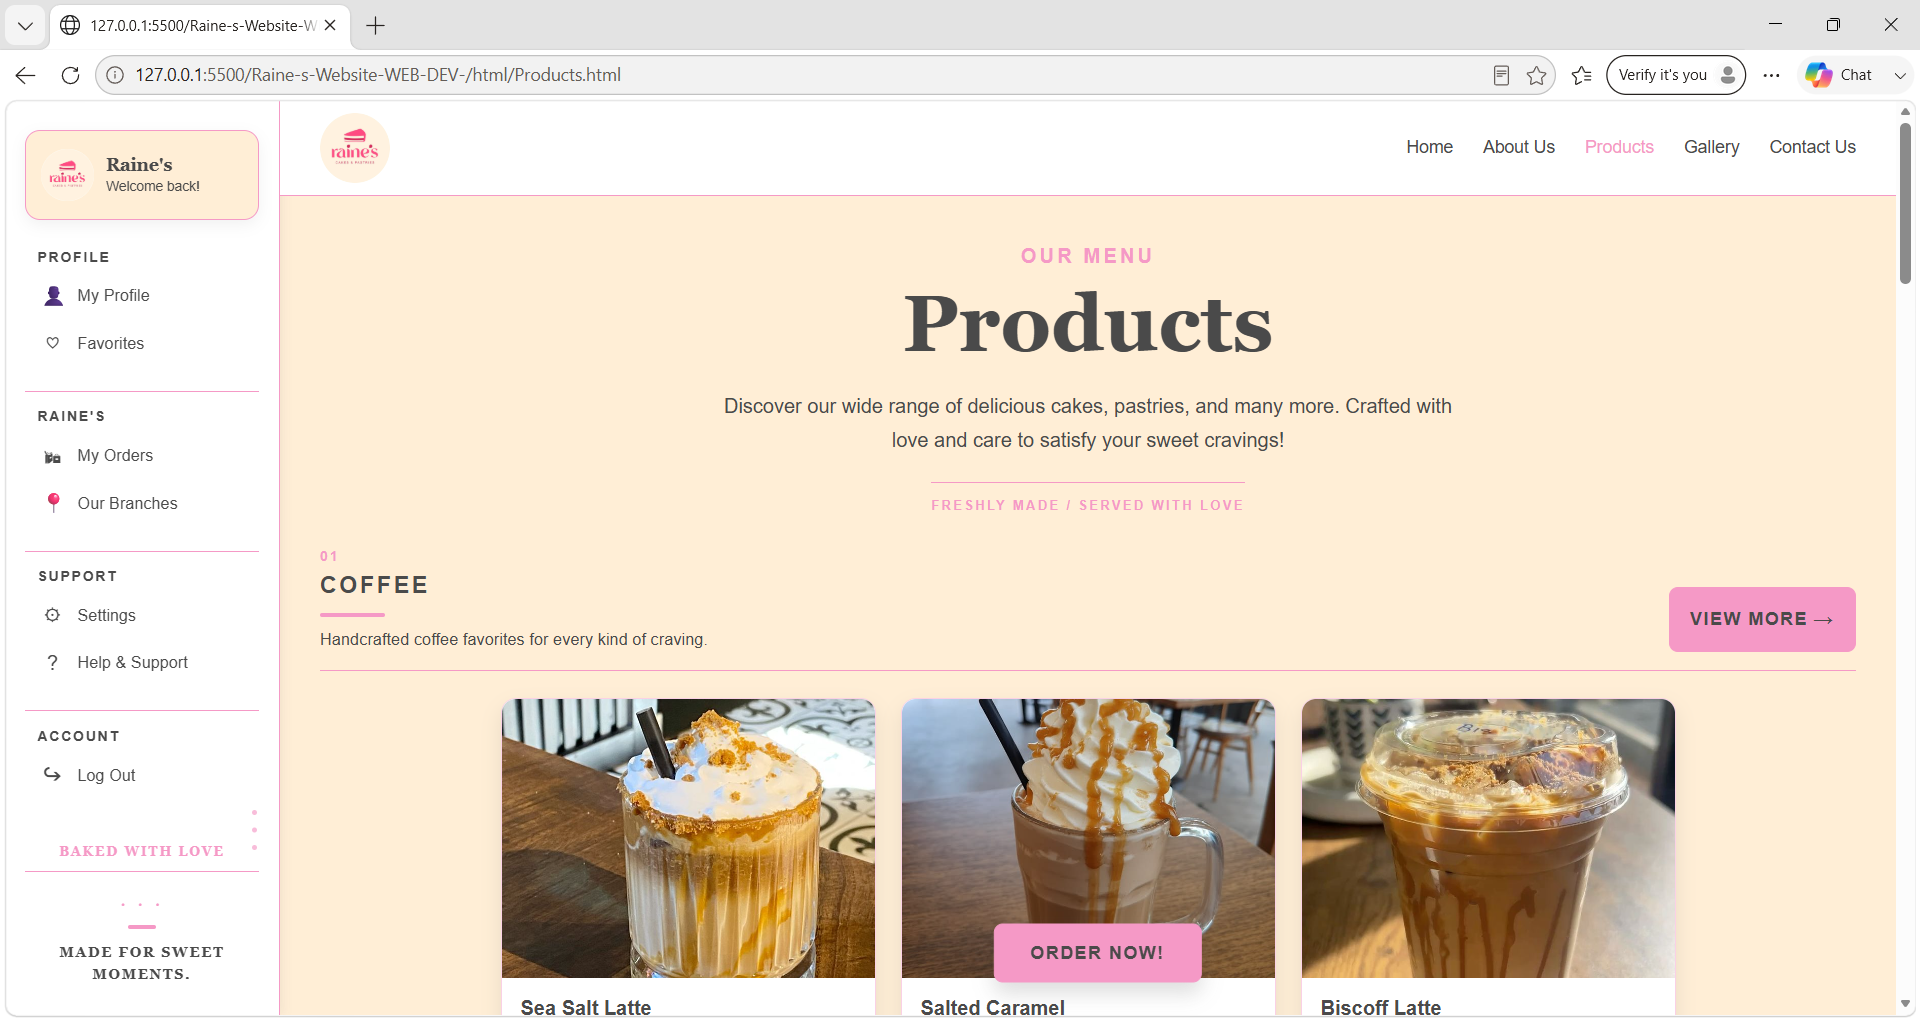 127.0.0.1:5500/Raine-s-Website-W
127.0.0.1:5500/Raine-s-Website-WEB-DEV-/html/Products.html
Verify it's you
Chat
raine's
Raine's
Welcome back!
PROFILE
My Profile
Favorites
RAINE'S
My Orders
Our Branches
SUPPORT
Settings
? Help & Support
ACCOUNT
Log Out
BAKED WITH LOVE
MADE FOR SWEET
MOMENTS.
raine's
CAKES & PASTRIES
Home About Us Products Gallery Contact Us
OUR MENU
Products
Discover our wide range of delicious cakes, pastries, and many more. Crafted with
love and care to satisfy your sweet cravings!
FRESHLY MADE / SERVED WITH LOVE
01
COFFEE
Handcrafted coffee favorites for every kind of craving.
VIEW MORE →
ORDER NOW!
Sea Salt Latte
Salted Caramel
Biscoff Latte